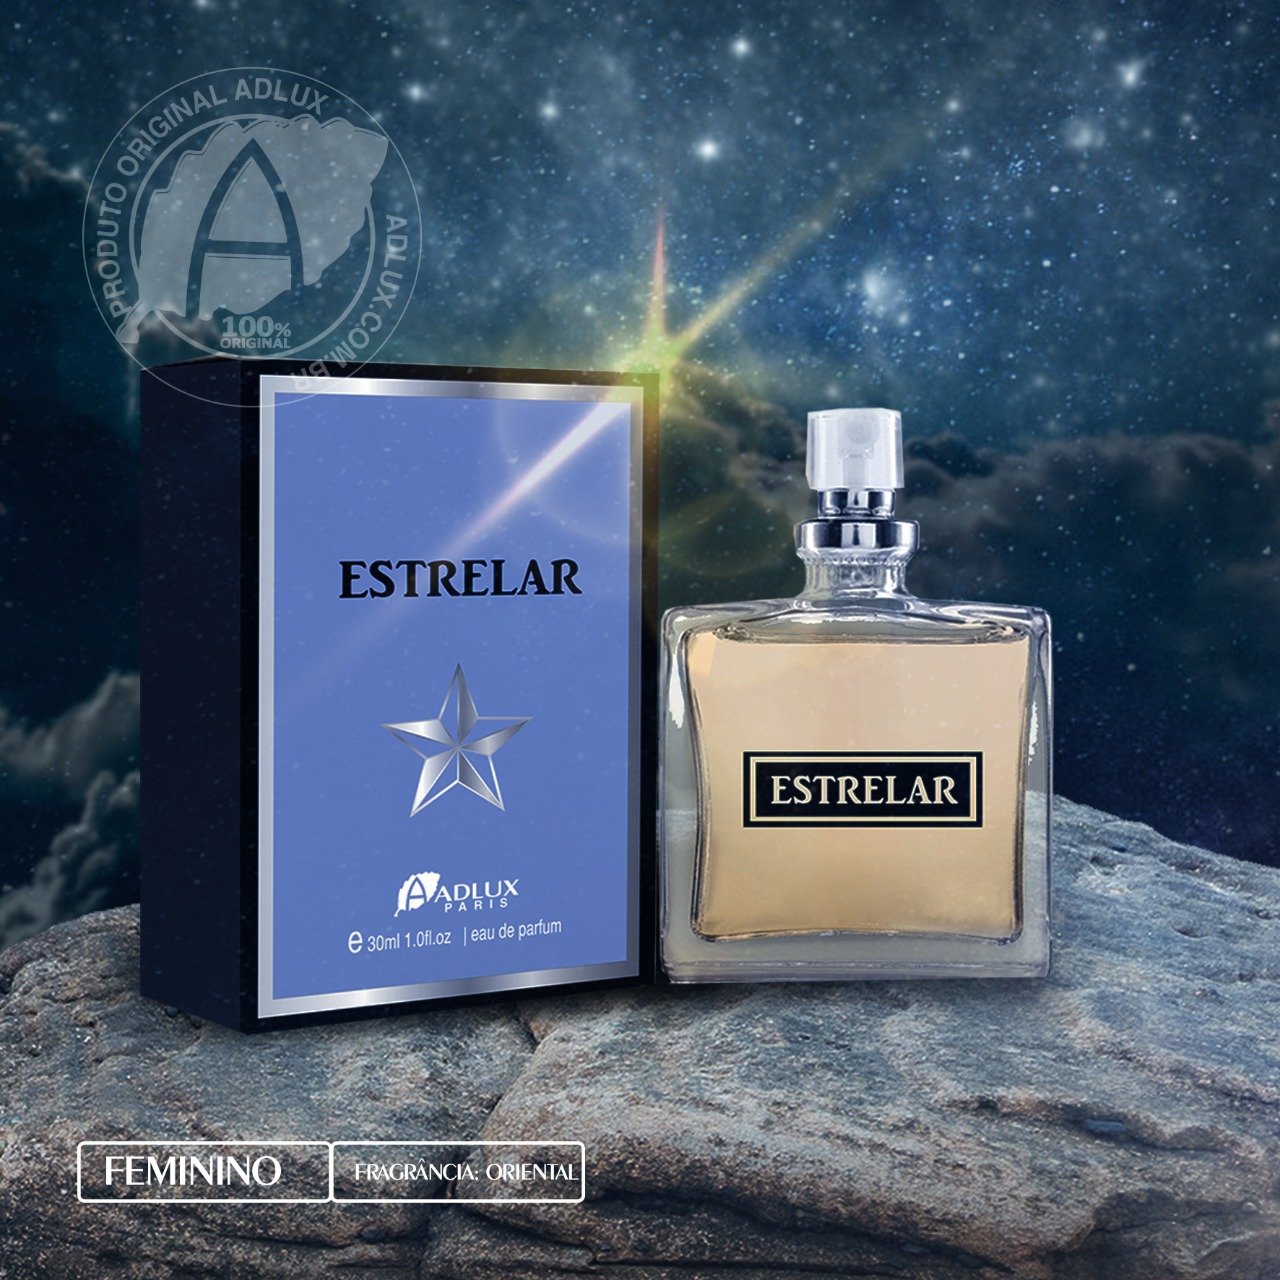 PRODUTO ORIGINAL ADLUX
ADLUX.COM.BR
A
100%
ORIGINAL
ESTRELAR
A ADLUX
PARIS
e 30ml 1.0fl.oz | eau de parfum
ESTRELAR
FEMININO
FRAGRÂNCIA: ORIENTAL